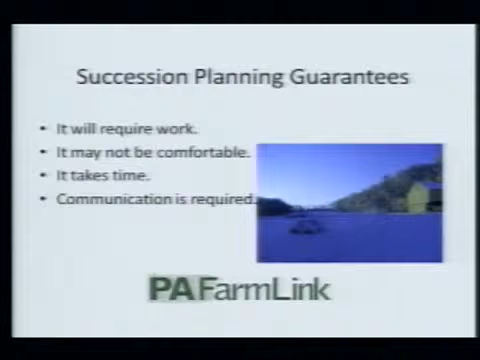 Succession Planning Guarantees
• It will require work.
• It may not be comfortable.
• It takes time.
• Communication is required.
PAFarmLink